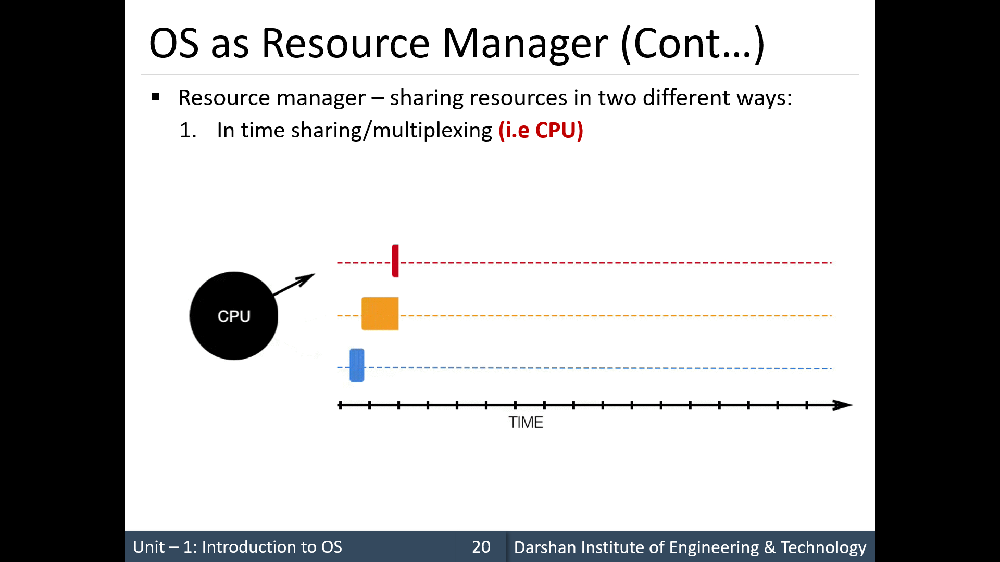 OS as Resource Manager (Cont…)
▪ Resource manager – sharing resources in two different ways:
1. In time sharing/multiplexing (i.e CPU)
CPU
TIME
Unit – 1: Introduction to OS 20 Darshan Institute of Engineering & Technology